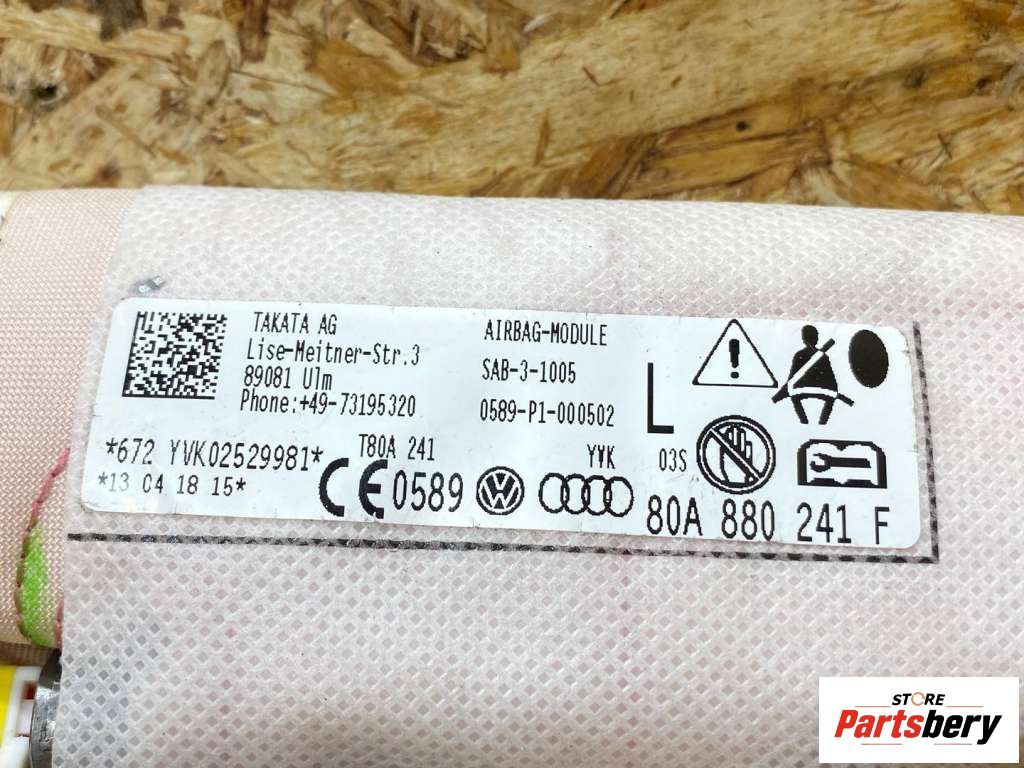 TAKATA AG
Lise-Meitner-Str.3
89081 Ulm
Phone:+49-73195320
AIRBAG-MODULE
SAB-3-1005
0589-P1-000502
L
*672 YVK02529981*
*13 04 18 15*
T80A 241
YYK
03S
CE 0589
VW
80A 880 241 F
STORE
Partsbery